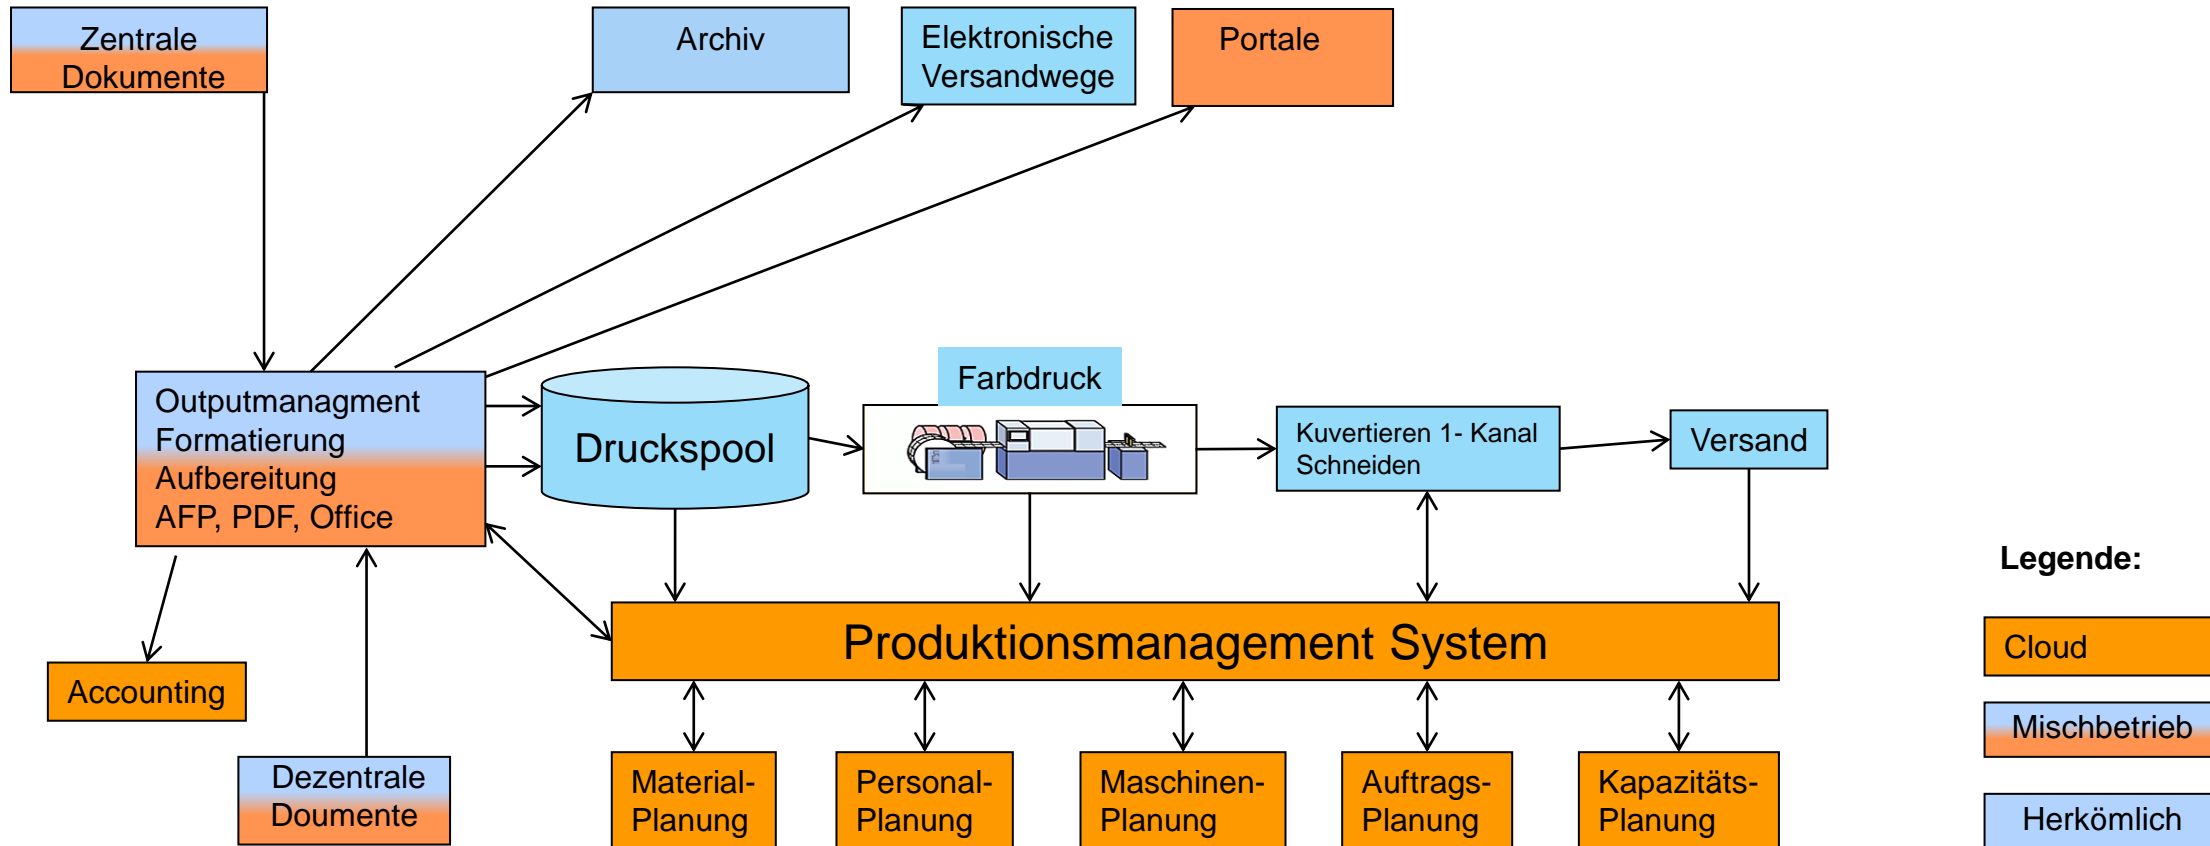 Zentrale
Dokumente
Archiv
Elektronische
Versandwege
Portale
Outputmanagment
Formatierung
Aufbereitung
AFP, PDF, Office
Druckspool
Farbdruck
Kuvertieren 1- Kanal
Schneiden
Versand
Produktionsmanagement System
Accounting
Dezentrale
Doumente
Material-
Planung
Personal-
Planung
Maschinen-
Planung
Auftrags-
Planung
Kapazitäts-
Planung
Legende:
Cloud
Mischbetrieb
Herkömlich